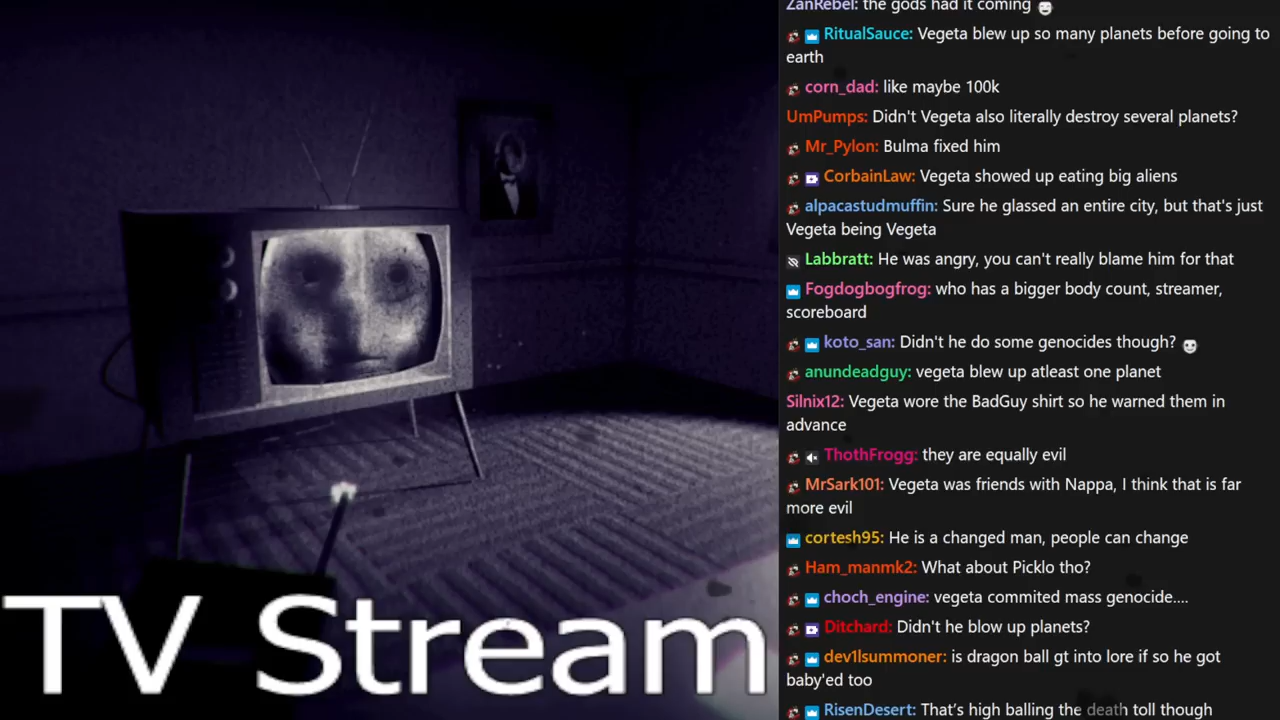 ZanRebel: the gods had it coming
RitualSauce: Vegeta blew up so many planets before going to
earth
corn_dad: like maybe 100k
UmPumps: Didn't Vegeta also literally destroy several planets?
Mr_Pylon: Bulma fixed him
CorbainLaw: Vegeta showed up eating big aliens
alpacastudmuffin: Sure he glassed an entire city, but that's just
Vegeta being Vegeta
Labbratt: He was angry, you can't really blame him for that
Fogdogbogfrog: who has a bigger body count, streamer,
scoreboard
koto_san: Didn't he do some genocides though?
anundeadguy: vegeta blew up atleast one planet
Silnix12: Vegeta wore the BadGuy shirt so he warned them in
advance
ThothFrogg: they are equally evil
MrSark101: Vegeta was friends with Nappa, I think that is far
more evil
cortesh95: He is a changed man, people can change
Ham_manmk2: What about Picklo tho?
choch_engine: vegeta commited mass genocide....
Ditchard: Didn't he blow up planets?
dev1lsummoner: is dragon ball gt into lore if so he got
baby'ed too
RisenDesert: That's high balling the death toll though
TV Stream